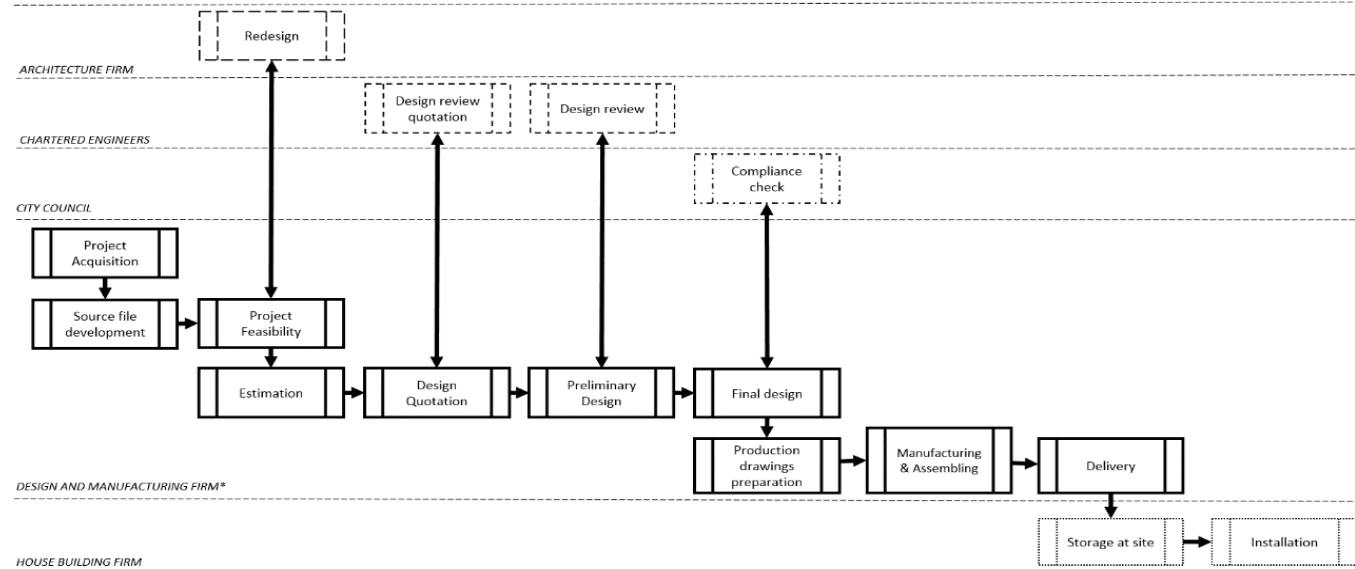 Redesign
ARCHITECTURE FIRM
Design review
quotation
Design review
CHARTERED ENGINEERS
Compliance
check
CITY COUNCIL
Project
Acquisition
Source file
development
Project
Feasibility
Estimation
Design
Quotation
Preliminary
Design
Final design
Production
drawings
preparation
Manufacturing
& Assembling
Delivery
DESIGN AND MANUFACTURING FIRM*
Storage at site
Installation
HOUSE BUILDING FIRM